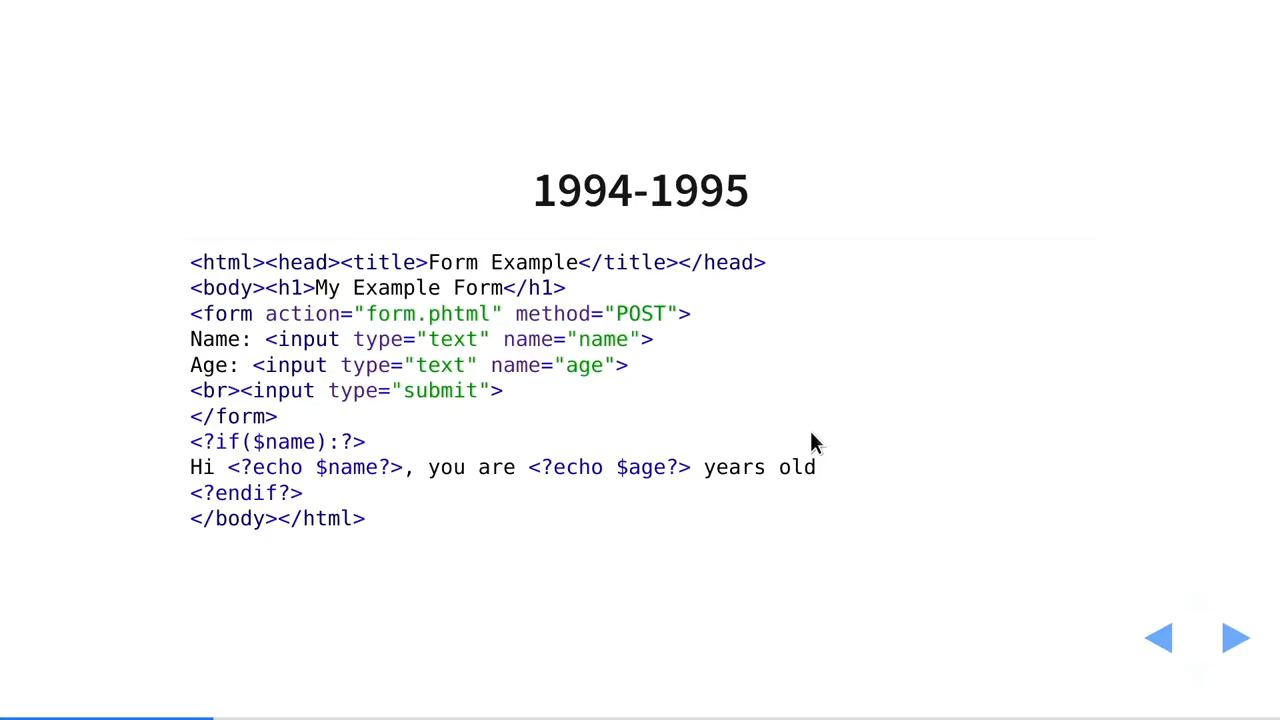 1994-1995
<html><head><title>Form Example</title></head>
<body><h1>My Example Form</h1>
<form action="form.phtml" method="POST">
Name: <input type="text" name="name">
Age: <input type="text" name="age">
<br><input type="submit">
</form>
<?if($name):?>
Hi <?echo $name?>, you are <?echo $age?> years old
<?endif?>
</body></html>